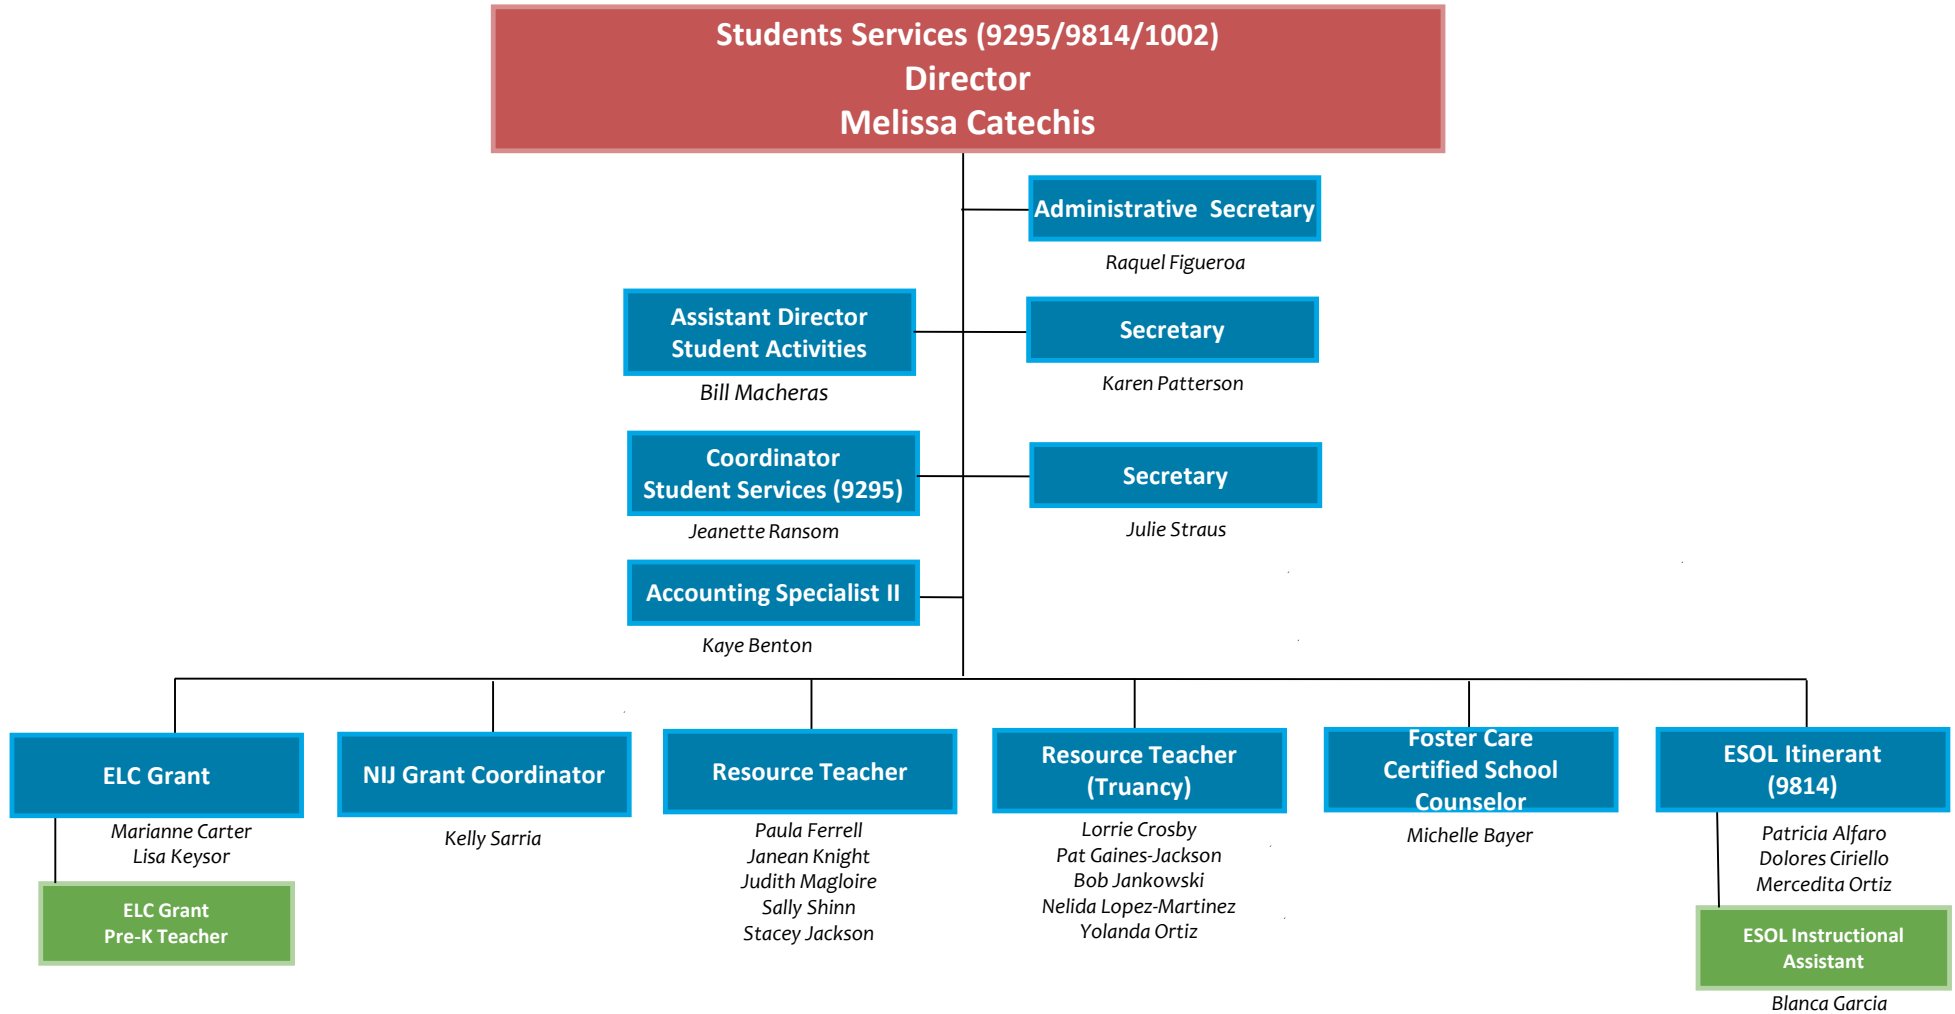 Students Services (9295/9814/1002)
Director
Melissa Catechis
Administrative Secretary
Raquel Figueroa
Assistant Director
Student Activities
Bill Macheras
Secretary
Karen Patterson
Coordinator
Student Services (9295)
Jeanette Ransom
Secretary
Julie Straus
Accounting Specialist II
Kaye Benton
ELC Grant
Marianne Carter
Lisa Keysor
ELC Grant
Pre-K Teacher
NIJ Grant Coordinator
Kelly Sarria
Resource Teacher
Paula Ferrell
Janean Knight
Judith Magloire
Sally Shinn
Stacey Jackson
Resource Teacher
(Truancy)
Lorrie Crosby
Pat Gaines-Jackson
Bob Jankowski
Nelida Lopez-Martinez
Yolanda Ortiz
Foster Care
Certified School
Counselor
Michelle Bayer
ESOL Itinerant
(9814)
Patricia Alfaro
Dolores Ciriello
Mercedita Ortiz
ESOL Instructional
Assistant
Blanca Garcia